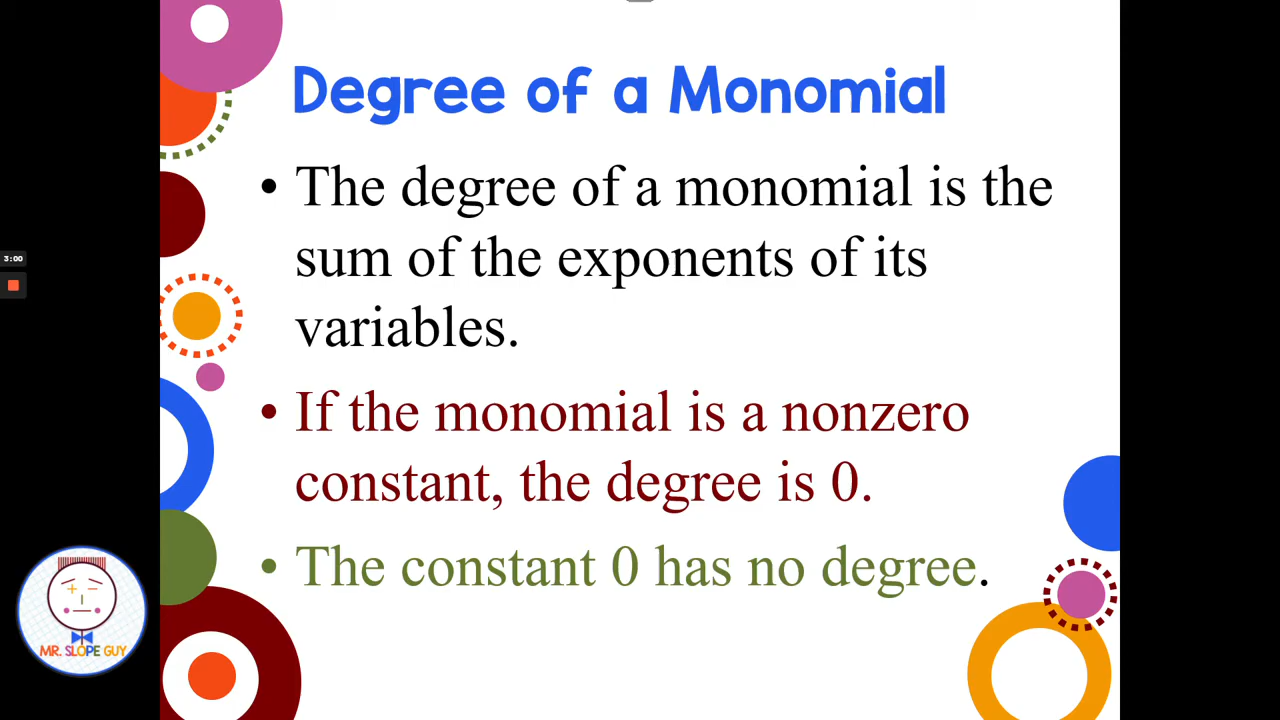 Degree of a Monomial
• The degree of a monomial is the
sum of the exponents of its
variables.
• If the monomial is a nonzero
constant, the degree is 0.
• The constant 0 has no degree.
3:00
MR. SLOPE GUY